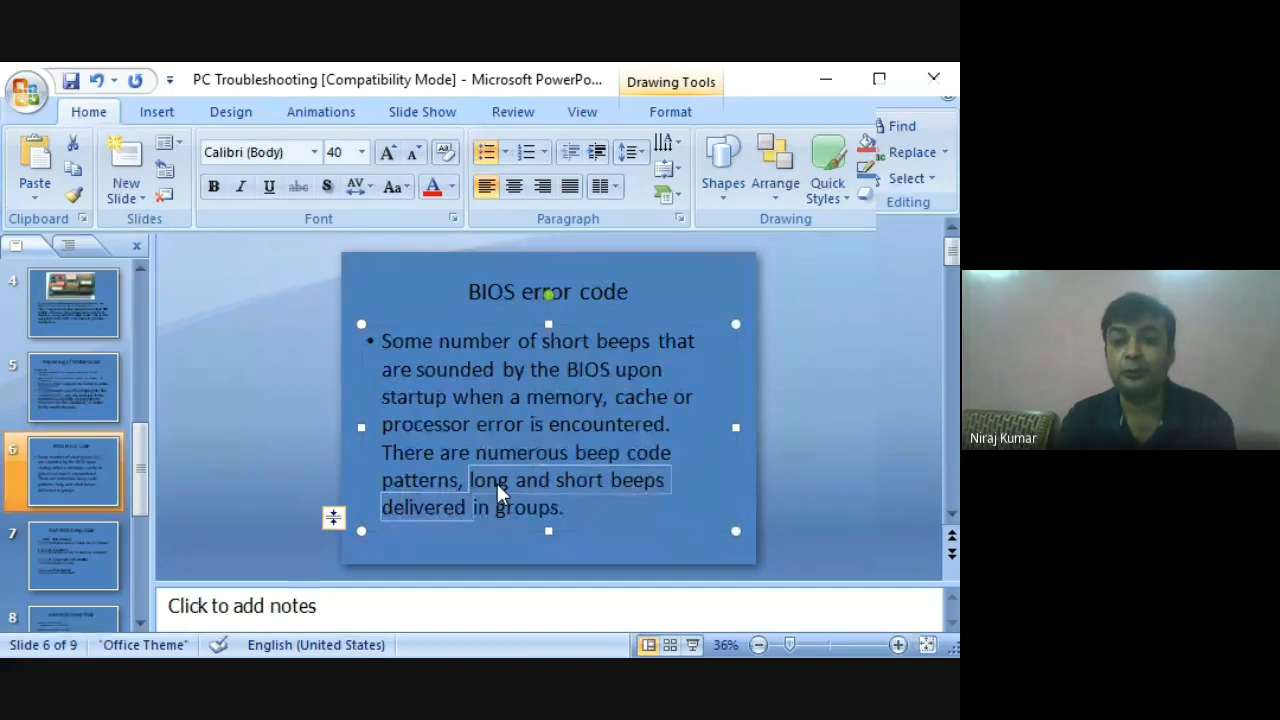 PC Troubleshooting [Compatibility Mode] - Microsoft PowerPo...
Drawing Tools
Home Insert Design Animations Slide Show Review View Format
Paste
New
Slide
Calibri (Body) 40
B I U abc S AV Aa A
Shapes Arrange Quick
Styles
Find
Replace
Select
Clipboard Slides Font Paragraph Drawing Editing
4
5
6
7
8
BIOS error code
• Some number of short beeps that
are sounded by the BIOS upon
startup when a memory, cache or
processor error is encountered.
There are numerous beep code
patterns, long and short beeps
delivered in groups.
Niraj Kumar
Click to add notes
Slide 6 of 9 "Office Theme" English (United States) 36%